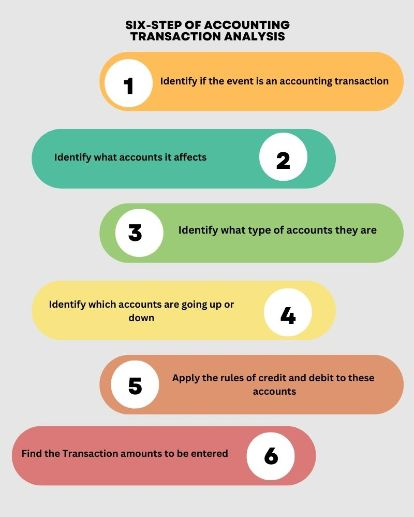 SIX-STEP OF ACCOUNTING
TRANSACTION ANALYSIS
1
Identify if the event is an accounting transaction
Identify what accounts it affects
2
3
Identify what type of accounts they are
Identify which accounts are going up or
down
4
5
Apply the rules of credit and debit to these
accounts
Find the Transaction amounts to be entered
6